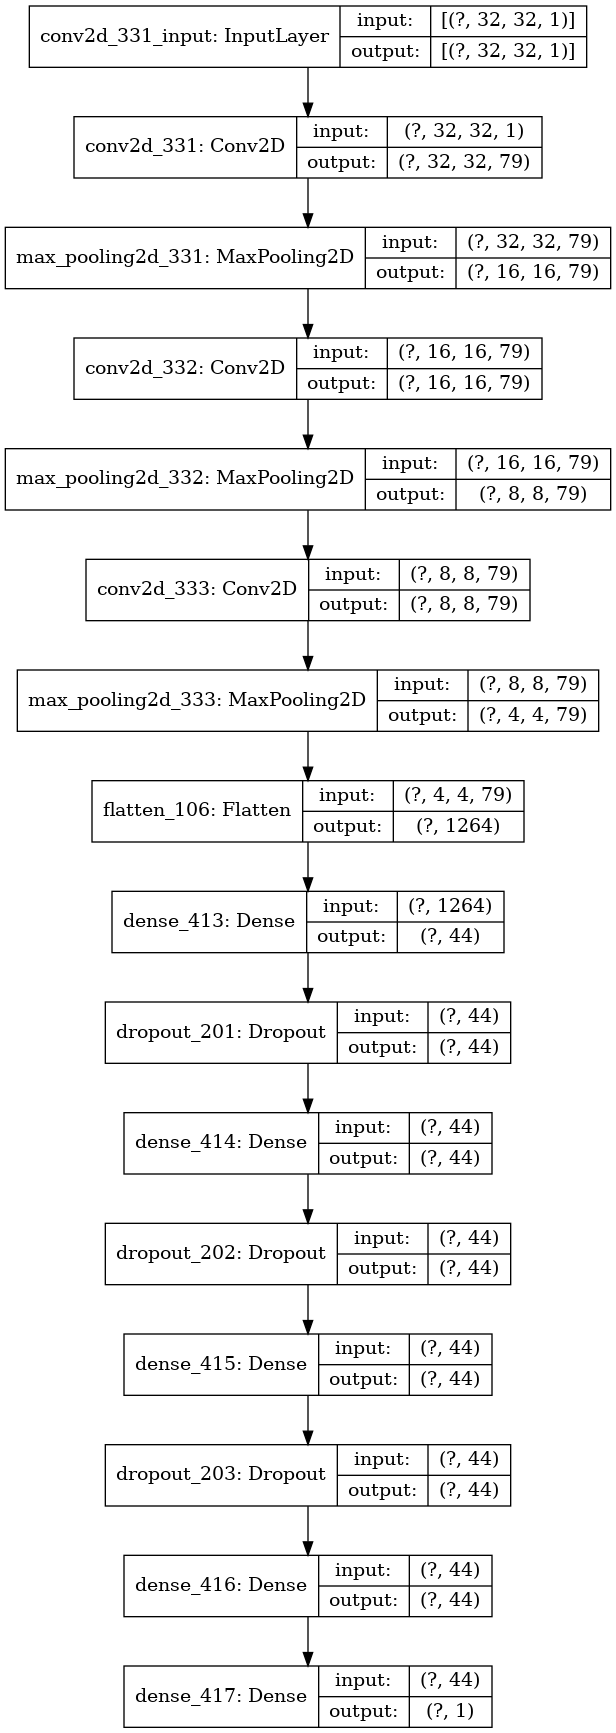 conv2d_331_input: InputLayer input: [(?, 32, 32, 1)]
output: [(?, 32, 32, 1)]
conv2d_331: Conv2D input: (?, 32, 32, 1)
output: (?, 32, 32, 79)
max_pooling2d_331: MaxPooling2D input: (?, 32, 32, 79)
output: (?, 16, 16, 79)
conv2d_332: Conv2D input: (?, 16, 16, 79)
output: (?, 16, 16, 79)
max_pooling2d_332: MaxPooling2D input: (?, 16, 16, 79)
output: (?, 8, 8, 79)
conv2d_333: Conv2D input: (?, 8, 8, 79)
output: (?, 8, 8, 79)
max_pooling2d_333: MaxPooling2D input: (?, 8, 8, 79)
output: (?, 4, 4, 79)
flatten_106: Flatten input: (?, 4, 4, 79)
output: (?, 1264)
dense_413: Dense input: (?, 1264)
output: (?, 44)
dropout_201: Dropout input: (?, 44)
output: (?, 44)
dense_414: Dense input: (?, 44)
output: (?, 44)
dropout_202: Dropout input: (?, 44)
output: (?, 44)
dense_415: Dense input: (?, 44)
output: (?, 44)
dropout_203: Dropout input: (?, 44)
output: (?, 44)
dense_416: Dense input: (?, 44)
output: (?, 44)
dense_417: Dense input: (?, 44)
output: (?, 1)